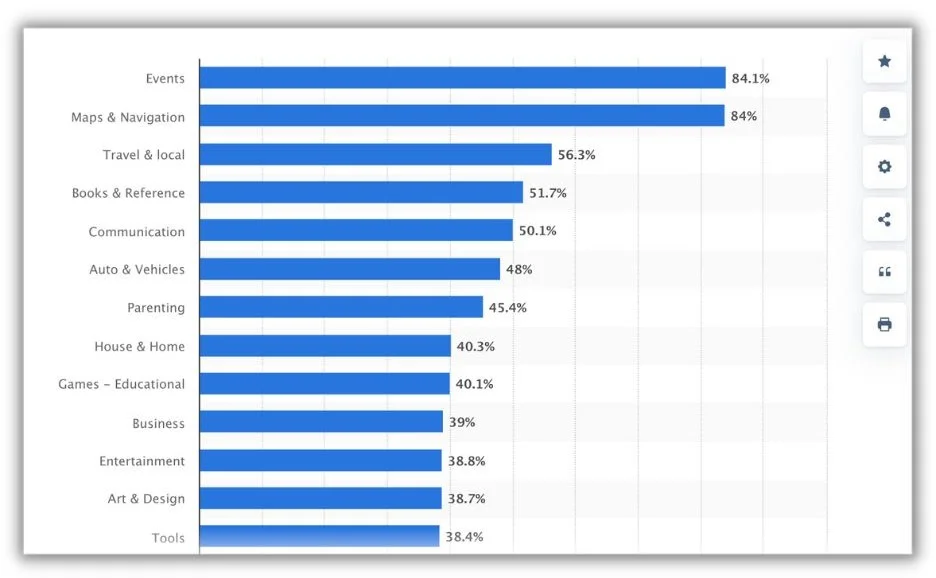 Events 84.1%
Maps & Navigation 84%
Travel & local 56.3%
Books & Reference 51.7%
Communication 50.1%
Auto & Vehicles 48%
Parenting 45.4%
House & Home 40.3%
Games – Educational 40.1%
Business 39%
Entertainment 38.8%
Art & Design 38.7%
Tools 38.4%